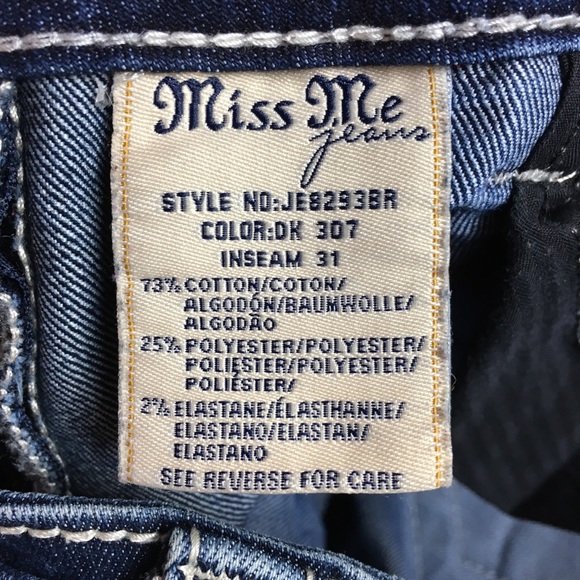 Miss Me
jeans
STYLE NO:JE8293BR
COLOR:DK 307
INSEAM 31
73% COTTON/COTON/
ALGODÓN/BAUMWOLLE/
ALGODÃO
25% POLYESTER/POLYESTER/
POLIÉSTER/POLYESTER/
POLIÉSTER/
2% ELASTANE/ÉLASTHANNE/
ELASTANO/ELASTAN/
ELASTANO
SEE REVERSE FOR CARE